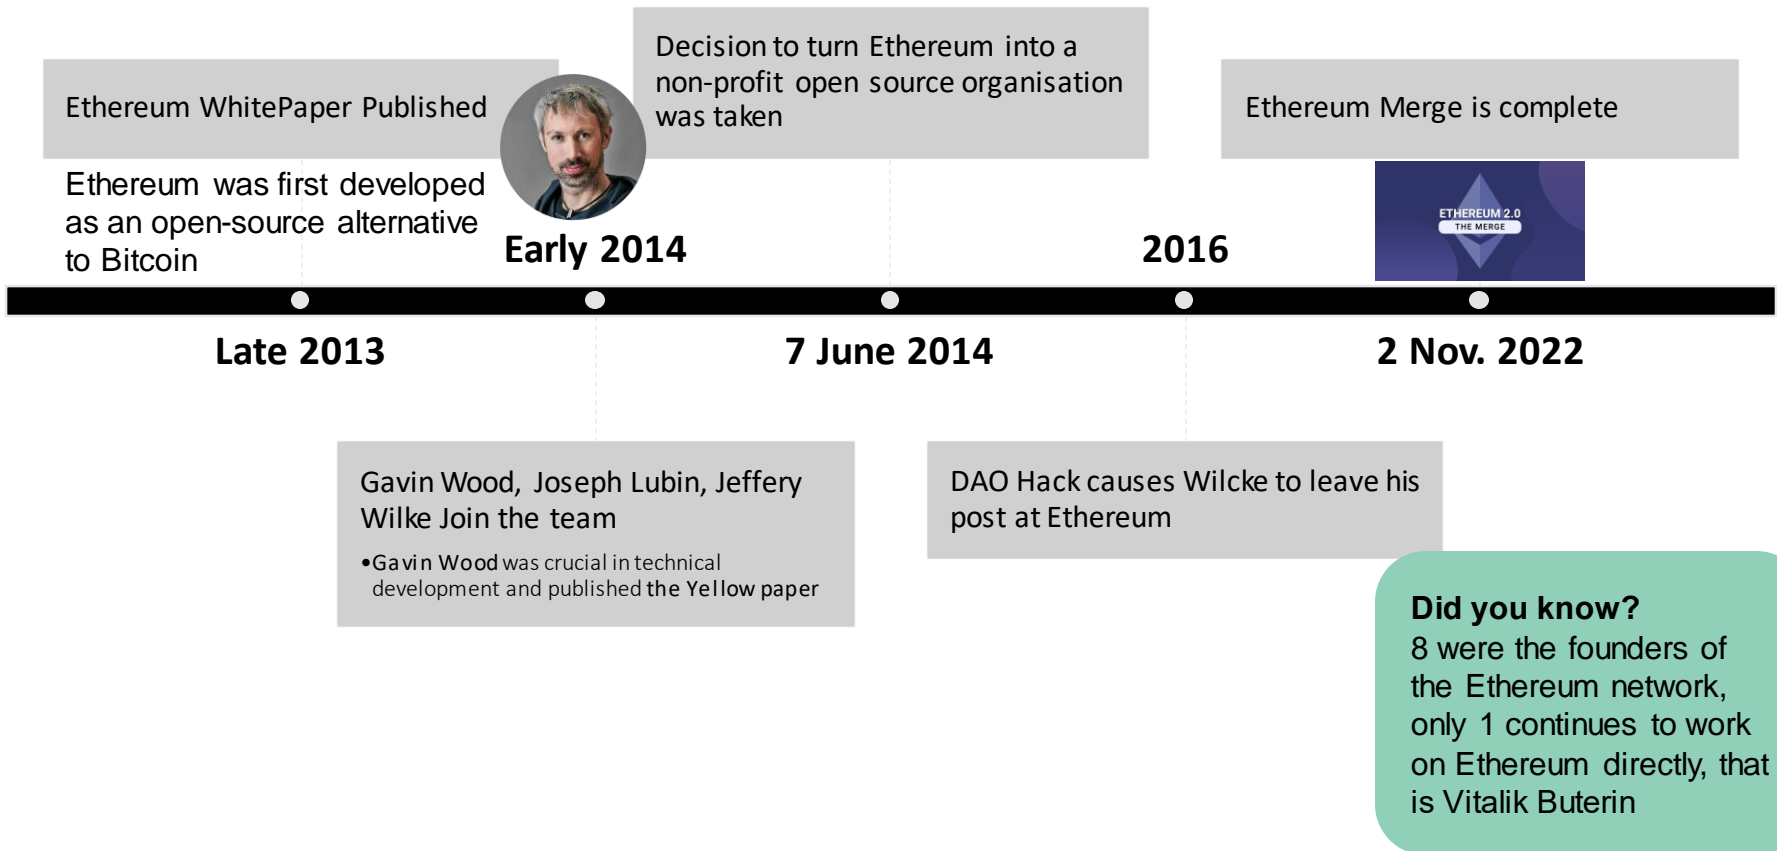 Ethereum WhitePaper Published
Ethereum was first developed
as an open-source alternative
to Bitcoin
Late 2013
Early 2014
Gavin Wood, Joseph Lubin, Jeffery
Wilke Join the team
•Gavin Wood was crucial in technical
development and published the Yellow paper
Decision to turn Ethereum into a
non-profit open source organisation
was taken
7 June 2014
2016
DAO Hack causes Wilcke to leave his
post at Ethereum
Ethereum Merge is complete
ETHEREUM 2.0
THE MERGE
2 Nov. 2022
Did you know?
8 were the founders of
the Ethereum network,
only 1 continues to work
on Ethereum directly, that
is Vitalik Buterin